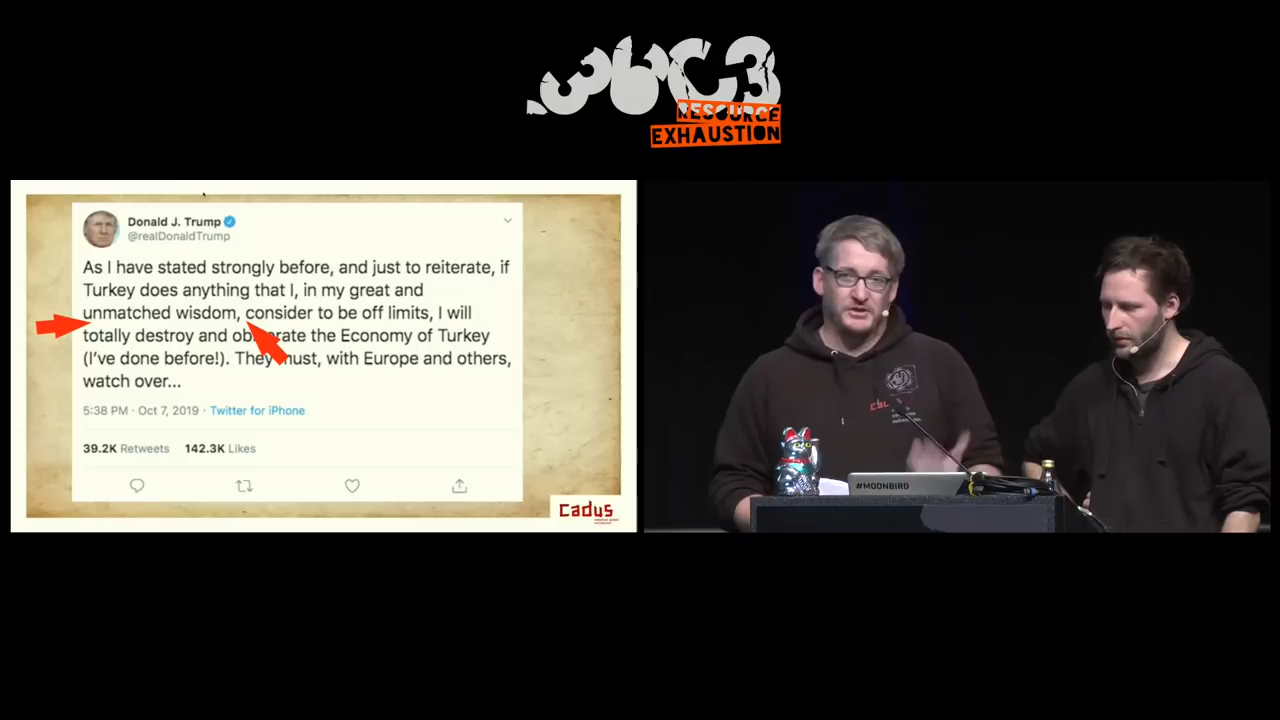 36C3
RESOURCE
EXHAUSTION
Donald J. Trump
@realDonaldTrump
As I have stated strongly before, and just to reiterate, if
Turkey does anything that I, in my great and
unmatched wisdom, consider to be off limits, I will
totally destroy and ob rate the Economy of Turkey
(I've done before!). They must, with Europe and others,
watch over...
5:38 PM · Oct 7, 2019 · Twitter for iPhone
39.2K Retweets 142.3K Likes
cadus
#MOONBIRD